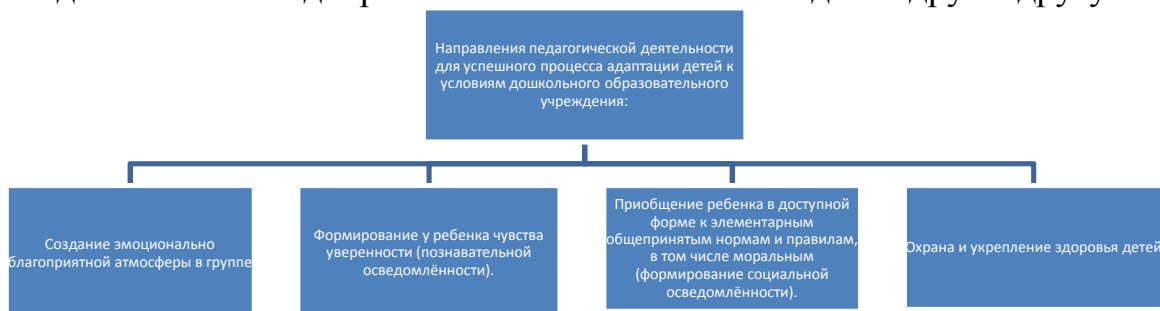 Направления педагогической деятельности
для успешного процесса адаптации детей к
условиям дошкольного образовательного
учреждения:
Создание эмоционально
благоприятной атмосферы в группе
Формирование у ребенка чувства
уверенности (познавательной
осведомлённости).
Приобщение ребенка в доступной
форме к элементарным
общепринятым нормам и правилам,
в том числе моральным
(формирование социальной
осведомлённости).
Охрана и укрепление здоровья детей